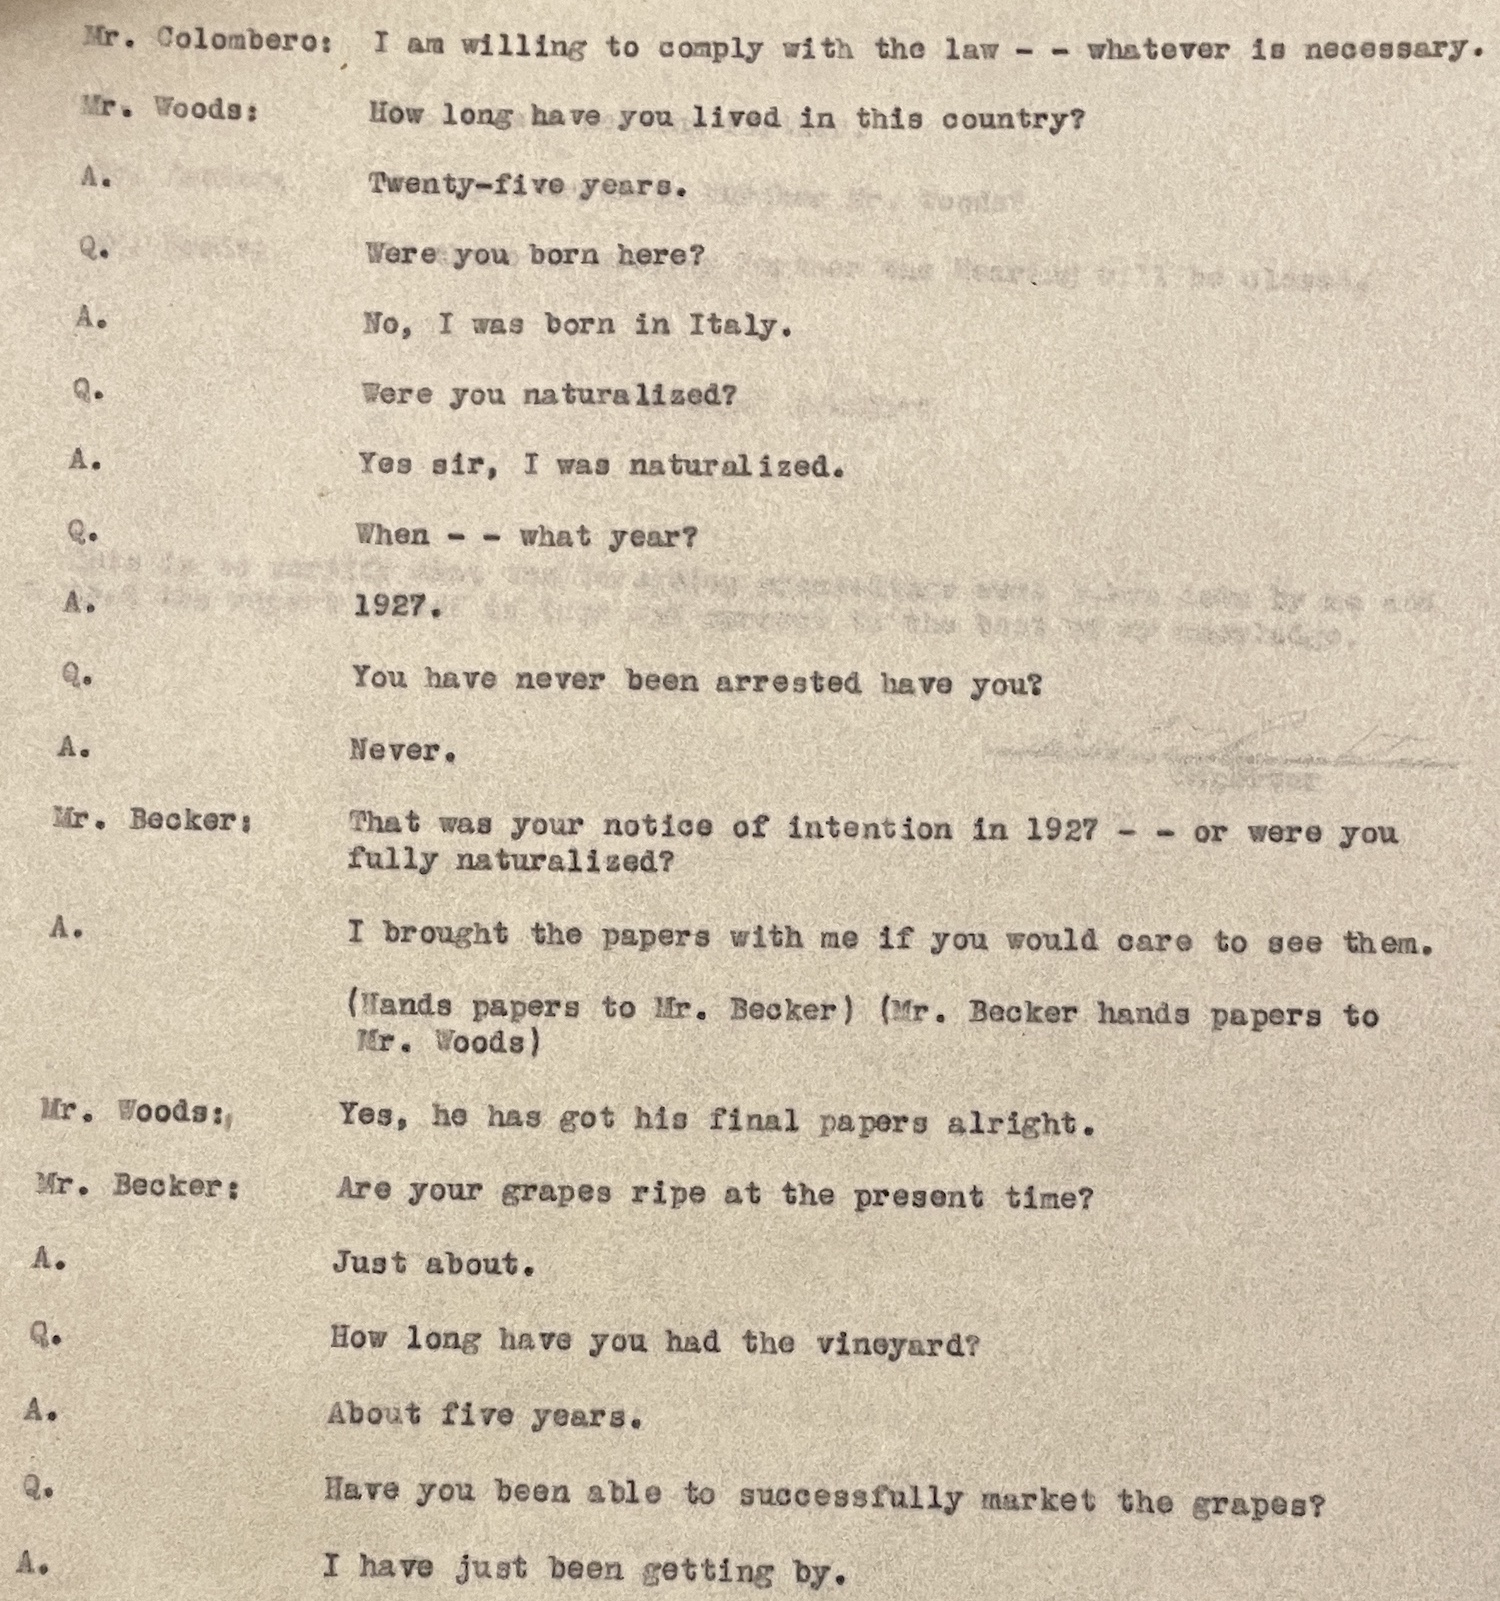 Mr. Colombero: I am willing to comply with the law - - whatever is necessary.
Mr. Woods: How long have you lived in this country?
A. Twenty-five years.
Q. Were you born here?
A. No, I was born in Italy.
Q. Were you naturalized?
A. Yes sir, I was naturalized.
Q. When - - what year?
A. 1927.
Q. You have never been arrested have you?
A. Never.
Mr. Becker: That was your notice of intention in 1927 - - or were you
fully naturalized?
A. I brought the papers with me if you would care to see them.
(Hands papers to Mr. Becker) (Mr. Becker hands papers to
Mr. Woods)
Mr. Woods: Yes, he has got his final papers alright.
Mr. Becker: Are your grapes ripe at the present time?
A. Just about.
Q. How long have you had the vineyard?
A. About five years.
Q. Have you been able to successfully market the grapes?
A. I have just been getting by.